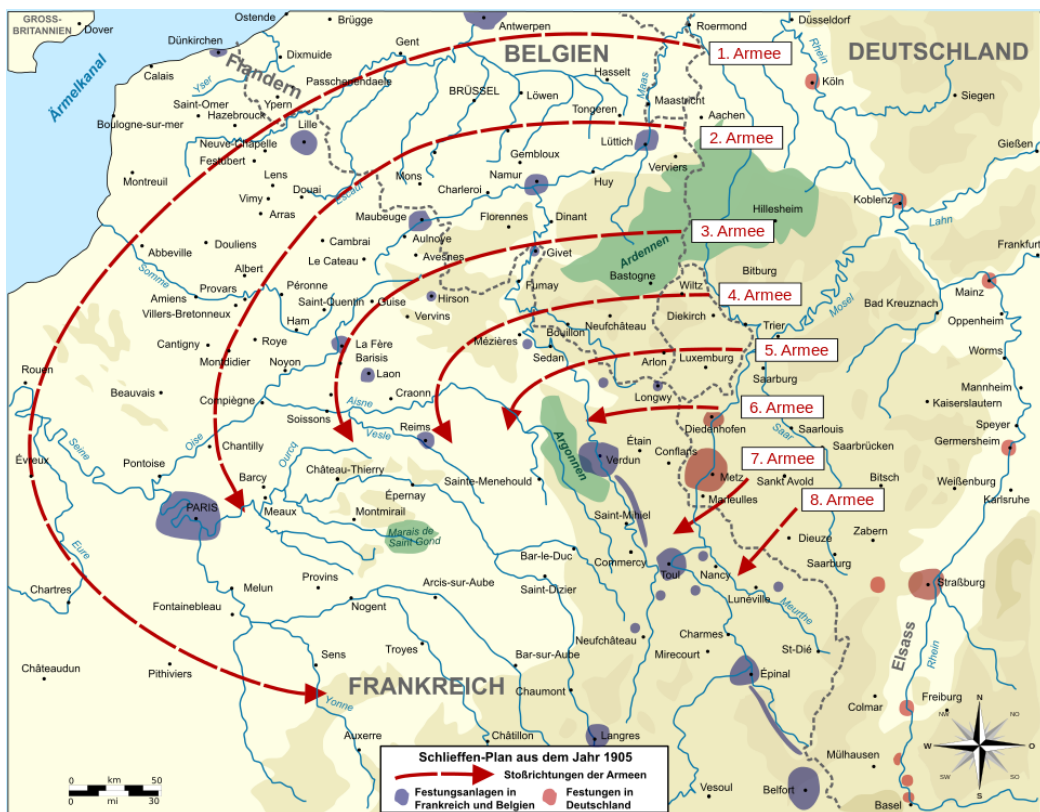 GROSS-
BRITANNIEN
Dover
Ostende
Brügge
Antwerpen
Roermond
Düsseldorf
Dünkirchen
Dixmuide
Gent
BELGIEN
1. Armee
Rhein
DEUTSCHLAND
Ärmelkanal
Calais
Yser
Flandern
Passchendaele
Hasselt
Maas
Köln
BRÜSSEL
Löwen
Siegen
Saint-Omer
Ypern
Tongeren
Maastricht
Hazebrouck
Aachen
Boulogne-sur-mer
Lille
2. Armee
Neuve-Chapelle
Lüttich
Gießen
Festubert
Gembloux
Verviers
Montreuil
Lens
Douai
Mons
Namur
Huy
Vimy
Escaut
Charleroi
Koblenz
Arras
Maubeuge
Florennes
Dinant
Hillesheim
Lahn
3. Armee
Abbeville
Doullens
Cambrai
Aulnoye
Givet
Ardennen
Frankfurt
Le Cateau
Avesnes
Somme
Albert
Fumay
Bastogne
Bitburg
Mainz
Provars
Péronne
Wiltz
4. Armee
Mosel
Amiens
Saint-Quentin
Guise
Hirson
Bad Kreuznach
Villers-Bretonneux
Ham
Vervins
Neufchâteau
Diekirch
Oppenheim
Trier
Cantigny
Roye
La Fère
Mézières
Bouillon
Montdidier
Noyon
Barisis
Sedan
Arlon
Luxemburg
5. Armee
Worms
Rouen
Laon
Saarburg
Beauvais
Compiègne
Aisne
Craonn
Longwy
Mannheim
Kaiserslautern
Soissons
6. Armee
Seine
Oise
Vesle
Reims
Argonnen
Diedenhofen
Saar
Saarlouis
Speyer
Chantilly
Ourcq
Étain
Saarbrücken
Germersheim
Évreux
Pontoise
Verdun
Conflans
7. Armee
Barcy
Château-Thierry
Sainte-Menehould
Metz
Sankt Avold
Bitsch
Weißenburg
Épernay
Marieulles
8. Armee
Karlsruhe
PARIS
Meaux
Montmirail
Saint-Mihiel
Marais de
Saint Gond
Dieuze
Zabern
Eure
Bar-le-Duc
Commercy
Saarburg
Toul
Nancy
Chartres
Melun
Provins
Arcis-sur-Aube
Saint-Dizier
Lunéville
Straßburg
Fontainebleau
Nogent
Meurthe
Neufchâteau
Charmes
Elsass
Rhein
Troyes
Mirecourt
St-Dié
Châteaudun
Pithiviers
Sens
Bar-sur-Aube
FRANKREICH
Chaumont
Épinal
Yonne
Colmar
Freiburg
N
NW
NO
W
O
SW
SO
S
Auxerre
Châtillon
Langres
Mülhausen
Schlieffen-Plan aus dem Jahr 1905
Stoßrichtungen der Armeen
Festungsanlagen in
Frankreich und Belgien
Festungen in
Deutschland
Vesoul
Belfort
Basel
0
km
50
0
mi
30